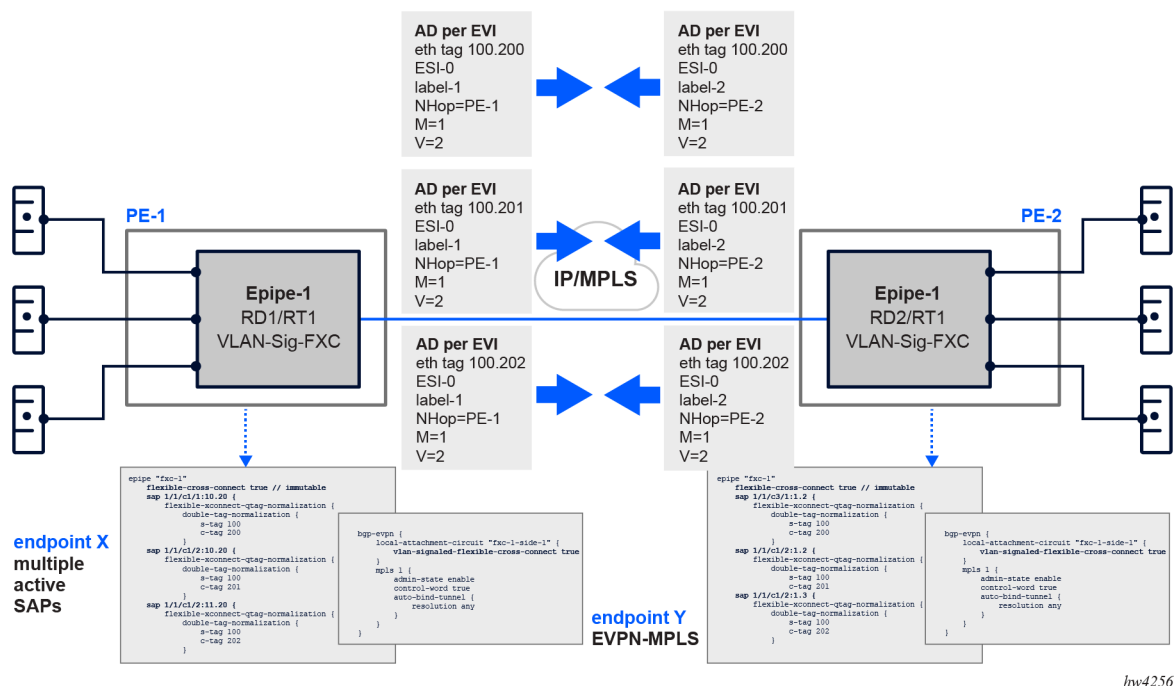 AD per EVI
eth tag 100.200
ESI-0
label-1
NHop=PE-1
M=1
V=2
AD per EVI
eth tag 100.200
ESI-0
label-2
NHop=PE-2
M=1
V=2
PE-1
AD per EVI
eth tag 100.201
ESI-0
label-1
NHop=PE-1
M=1
V=2
IP/MPLS
AD per EVI
eth tag 100.201
ESI-0
label-2
NHop=PE-2
M=1
V=2
PE-2
Epipe-1
RD1/RT1
VLAN-Sig-FXC
AD per EVI
eth tag 100.202
ESI-0
label-1
NHop=PE-1
M=1
V=2
AD per EVI
eth tag 100.202
ESI-0
label-2
NHop=PE-2
M=1
V=2
Epipe-1
RD2/RT1
VLAN-Sig-FXC
endpoint X
multiple
active
SAPs
epipe "fxc-1"
flexible-cross-connect true // immutable
sap 1/1/c1/1:10.20 {
flexible-xconnect-qtag-normalization {
double-tag-normalization {
s-tag 100
c-tag 200
}
sap 1/1/c1/2:10.20 {
flexible-xconnect-qtag-normalization {
double-tag-normalization {
s-tag 100
c-tag 201
}
sap 1/1/c1/2:11.20 {
flexible-xconnect-qtag-normalization {
double-tag-normalization {
s-tag 100
c-tag 202
}
bgp-evpn {
local-attachment-circuit "fxc-1-side-1" {
vlan-signaled-flexible-cross-connect true
}
mpls 1 {
admin-state enable
control-word true
auto-bind-tunnel {
resolution any
}
}
}
endpoint Y
EVPN-MPLS
epipe "fxc-1"
flexible-cross-connect true // immutable
sap 1/1/c3/1:1.2 {
flexible-xconnect-qtag-normalization {
double-tag-normalization {
s-tag 100
c-tag 200
}
sap 1/1/c1/2:1.2 {
flexible-xconnect-qtag-normalization {
double-tag-normalization {
s-tag 100
c-tag 201
}
sap 1/1/c1/2:1.3 {
flexible-xconnect-qtag-normalization {
double-tag-normalization {
s-tag 100
c-tag 202
}
bgp-evpn {
local-attachment-circuit "fxc-1-side-1" {
vlan-signaled-flexible-cross-connect true
}
mpls 1 {
admin-state enable
control-word true
auto-bind-tunnel {
resolution any
}
}
}
hw4256